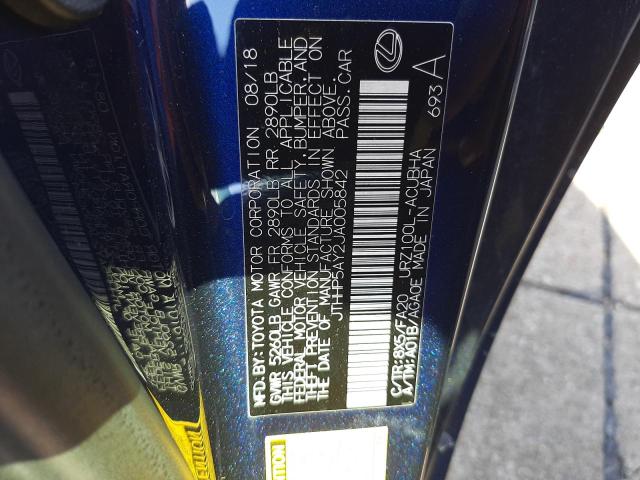 MFD. BY: TOYOTA MOTOR CORPORATION 08/18
GVWR 5260LB GAWR FR 2890LB RR 2890LB
THIS VEHICLE CONFORMS TO ALL APPLICABLE
FEDERAL MOTOR VEHICLE SAFETY, BUMPER, AND
THEFT PREVENTION STANDARDS IN EFFECT ON
THE DATE OF MANUFACTURE SHOWN ABOVE.
JTHHP5AY2JA005842 PASS. CAR
C/TR: 8X5/FA20 URZ100L-ACUBHA
A/TM: A01B/AGA0E MADE IN JAPAN 693 A